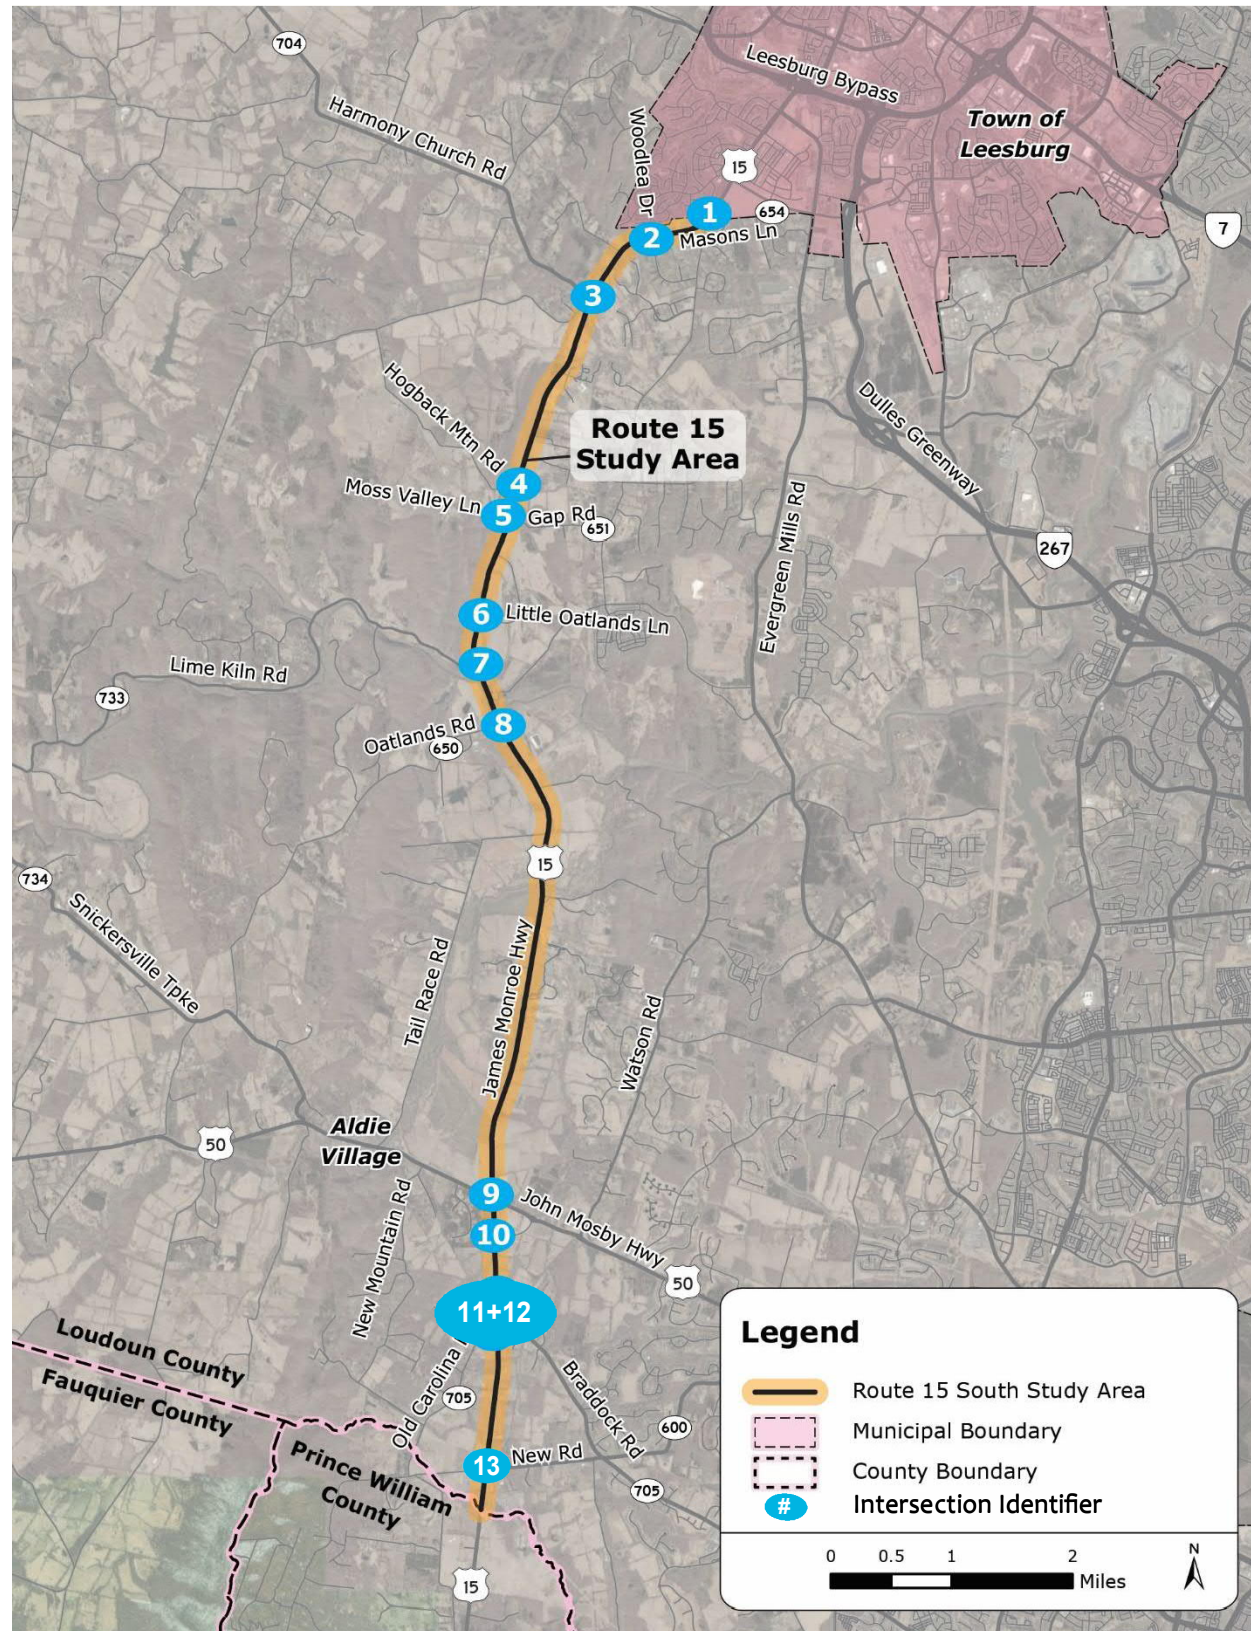 704
Harmony Church Rd
Leesburg Bypass
Town of
Leesburg
Woodlea Dr
15
1
654
2
Masons Ln
7
3
Hogback Mtn Rd
Route 15
Study Area
Dulles Greenway
4
Moss Valley Ln
5
Gap Rd
651
Evergreen Mills Rd
267
6
Little Oatlands Ln
7
Lime Kiln Rd
733
8
Oatlands Rd
650
15
734
Snickersville Tpke
Tail Race Rd
James Monroe Hwy
Watson Rd
Aldie
Village
50
9
John Mosby Hwy
10
50
New Mountain Rd
11+12
Loudoun County
Fauquier County
Old Carolina
705
Braddock Rd
600
Prince William
County
13
New Rd
705
15
Legend
Route 15 South Study Area
Municipal Boundary
County Boundary
# Intersection Identifier
0 0.5 1 2
Miles
N